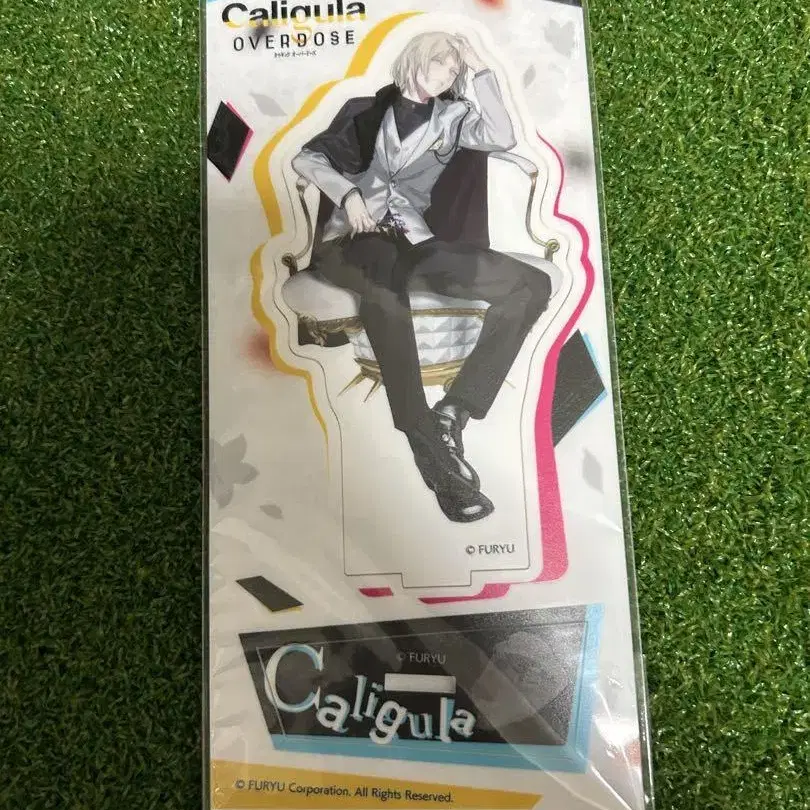 Caligula
OVERDOSE
カリギュラ オーバードーズ
© FURYU
© FURYU
Caligula
© FURYU Corporation. All Rights Reserved.